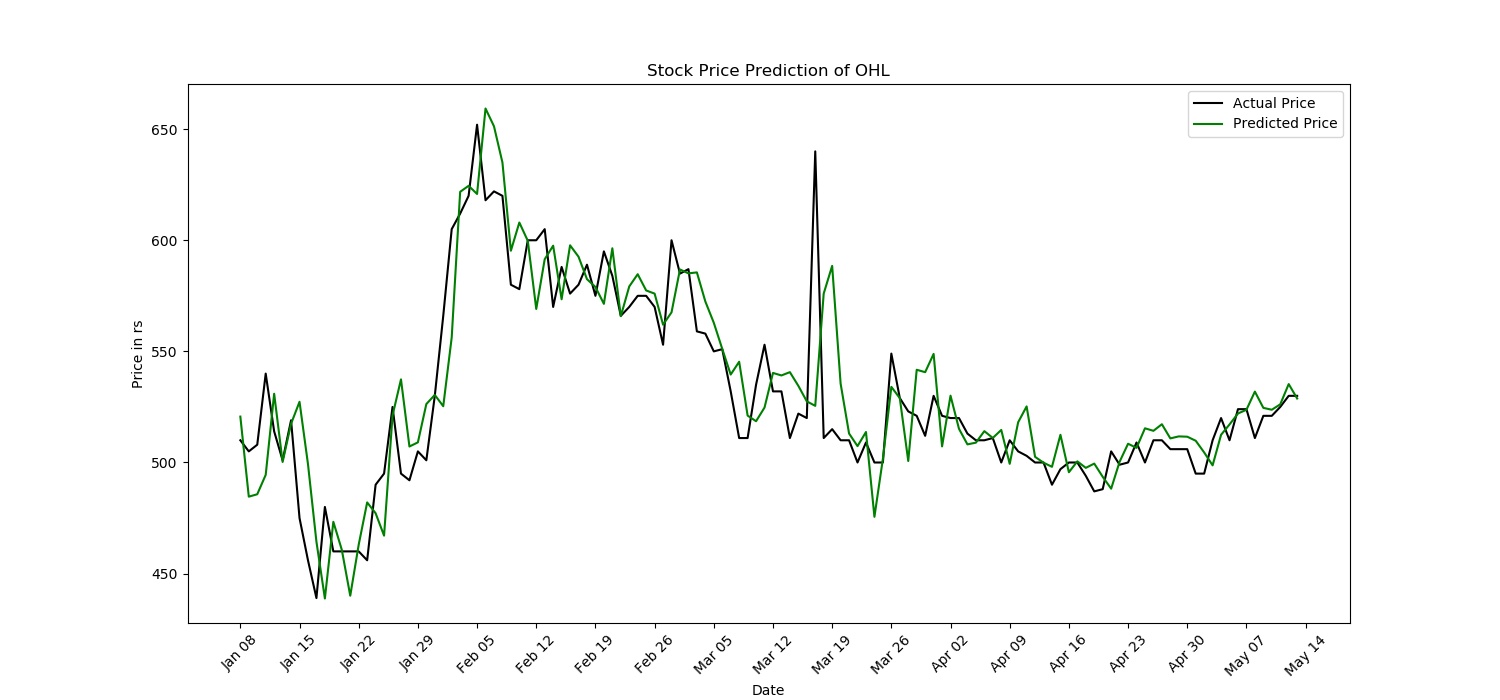 Stock Price Prediction of OHL
Actual Price
Predicted Price
Price in rs
650
600
550
500
450
Jan 08
Jan 15
Jan 22
Jan 29
Feb 05
Feb 12
Feb 19
Feb 26
Mar 05
Mar 12
Mar 19
Mar 26
Apr 02
Apr 09
Apr 16
Apr 23
Apr 30
May 07
May 14
Date